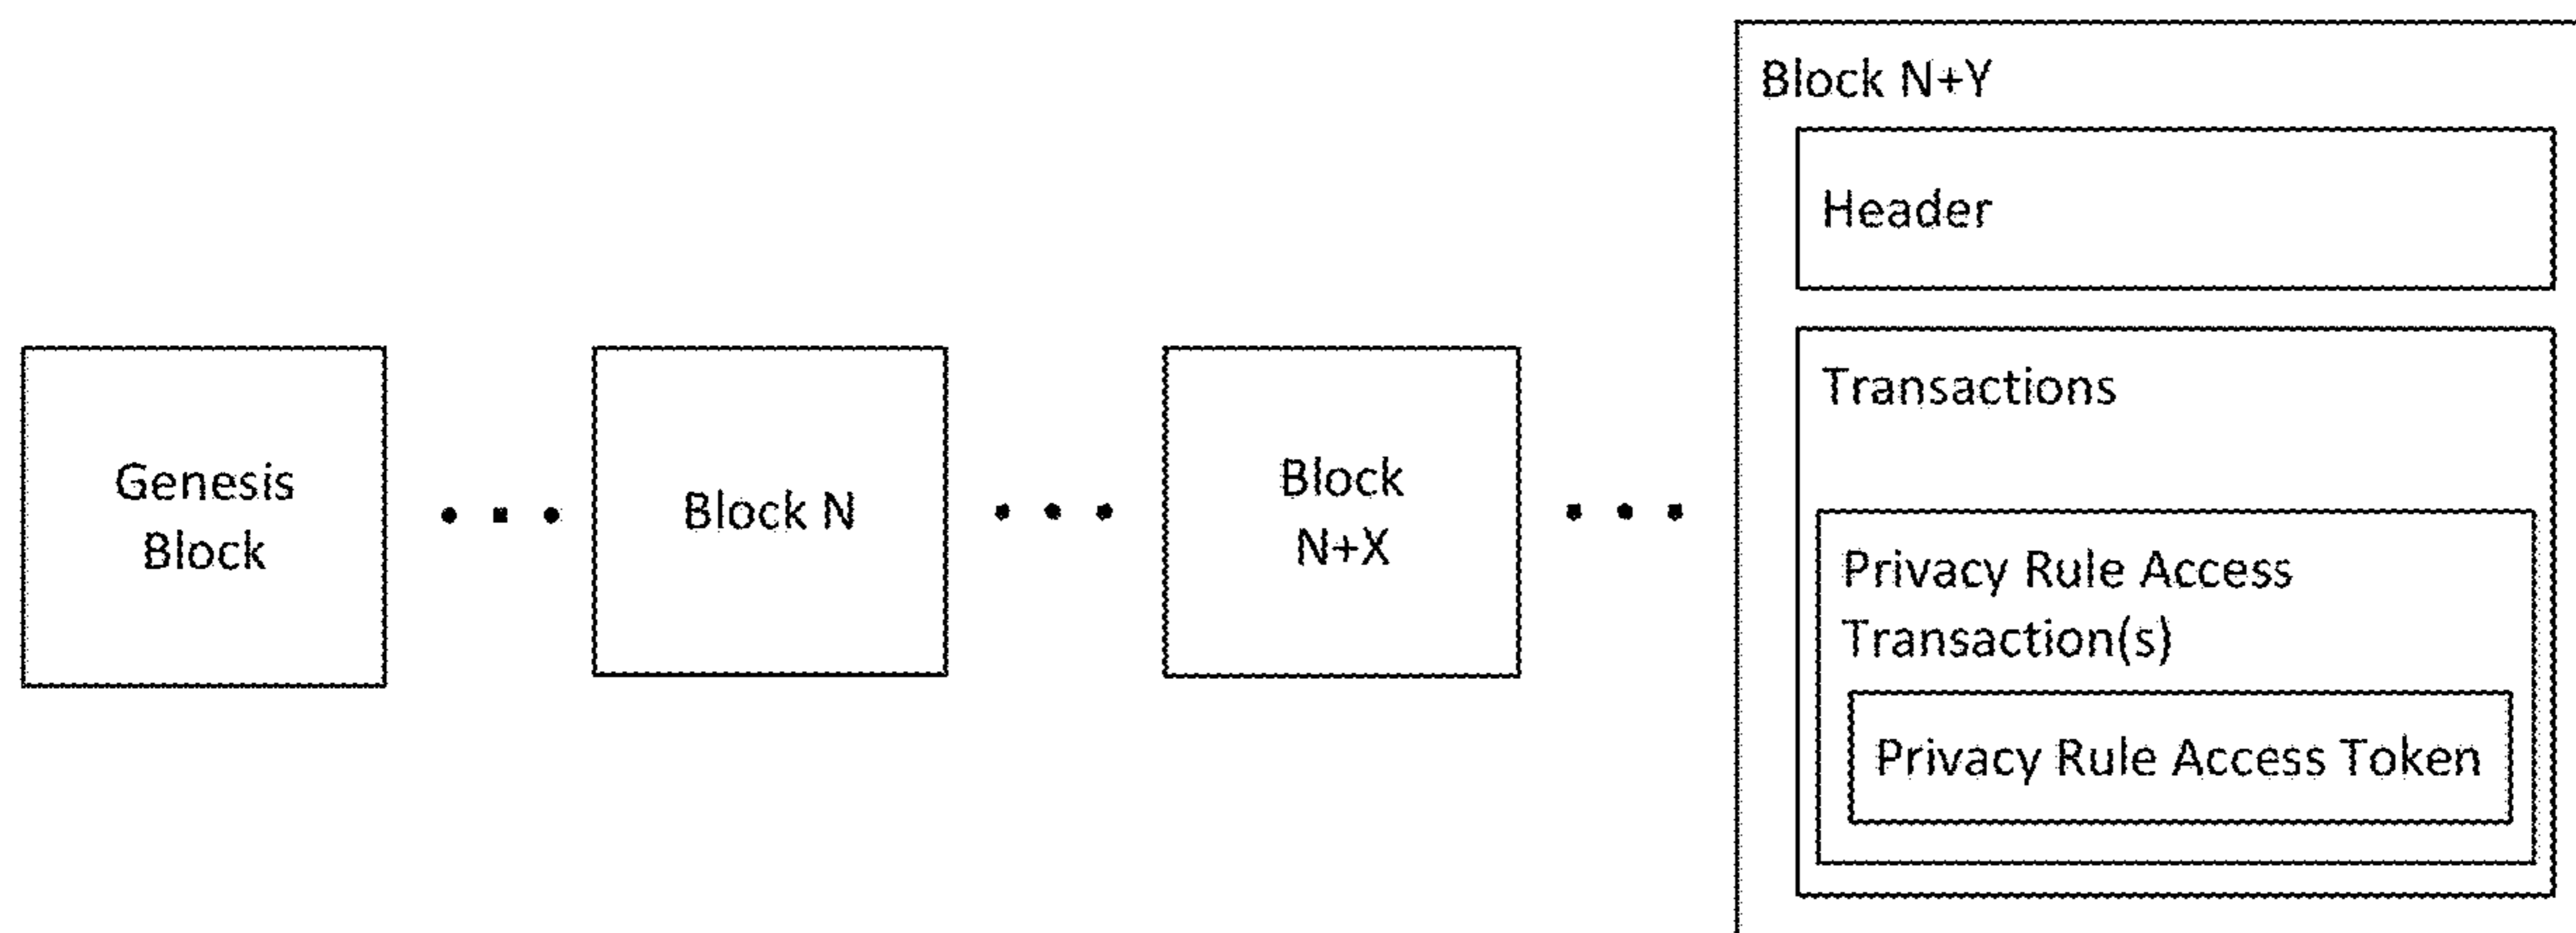 Genesis
Block
Block N
Block
N+X
Block N+Y
Header
Transactions
Privacy Rule Access
Transaction(s)
Privacy Rule Access Token